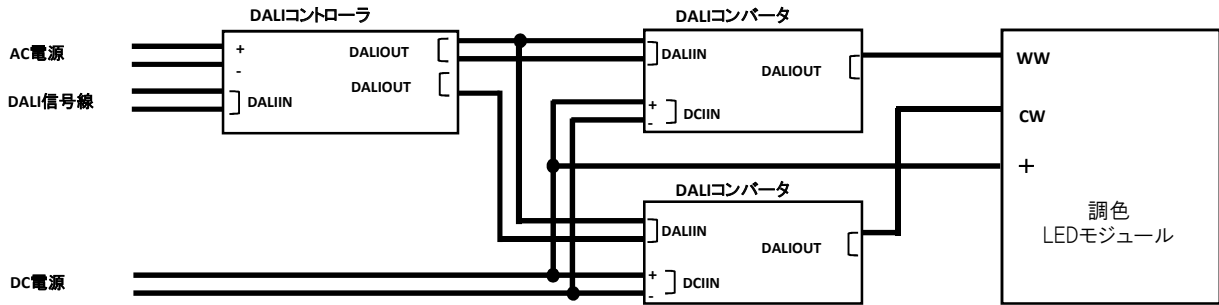 DALIコントローラ
AC電源
DALI信号線
+
-
DALIIN
DALIOUT
DALIOUT
DALIコンバータ
DALIIN
DALIOUT
+
-
DCIIN
DALIコンバータ
DALIIN
DALIOUT
+
-
DCIIN
DC電源
WW
CW
+
調色
LEDモジュール